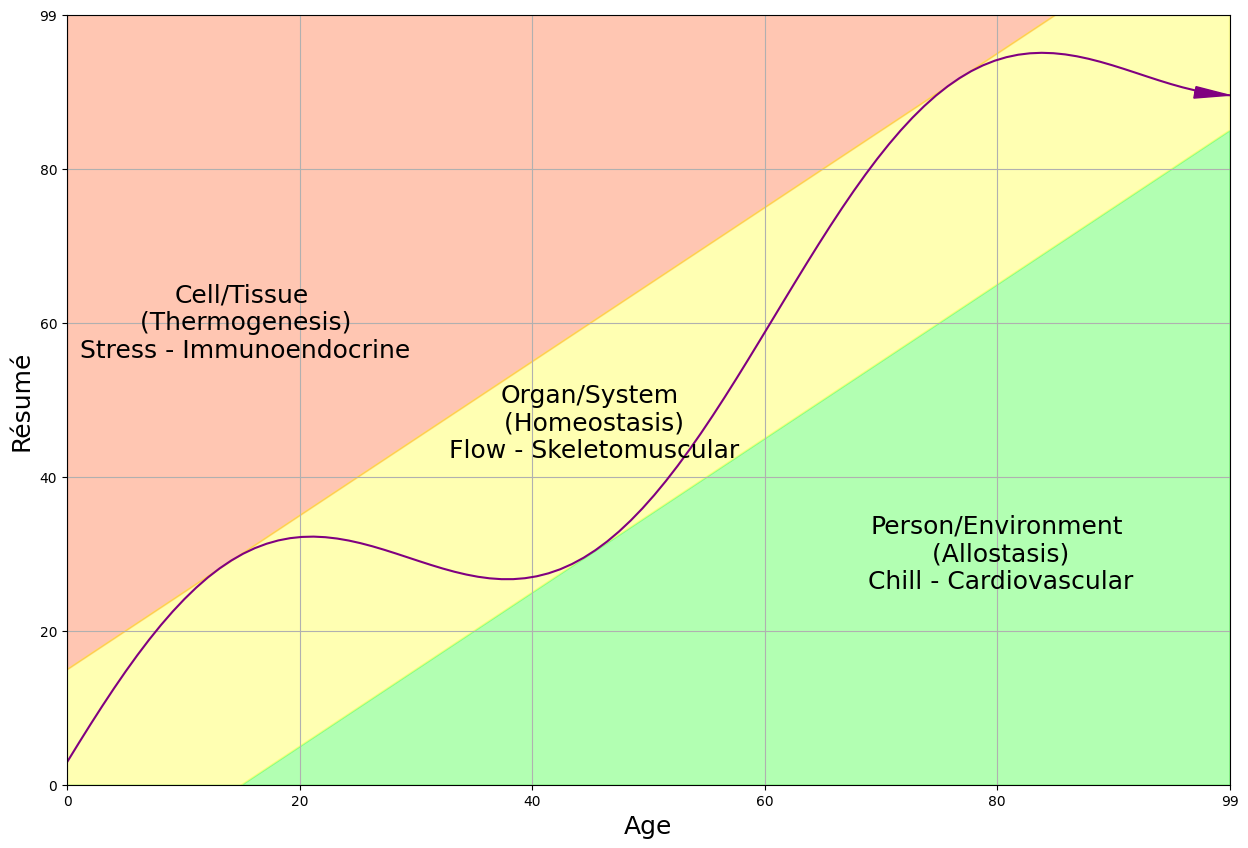 99
80
60
40
20
0
Résumé
Cell/Tissue
(Thermogenesis)
Stress - Immunoendocrine
Organ/System
(Homeostasis)
Flow - Skeletomuscular
Person/Environment
(Allostasis)
Chill - Cardiovascular
0
20
40
60
80
99
Age